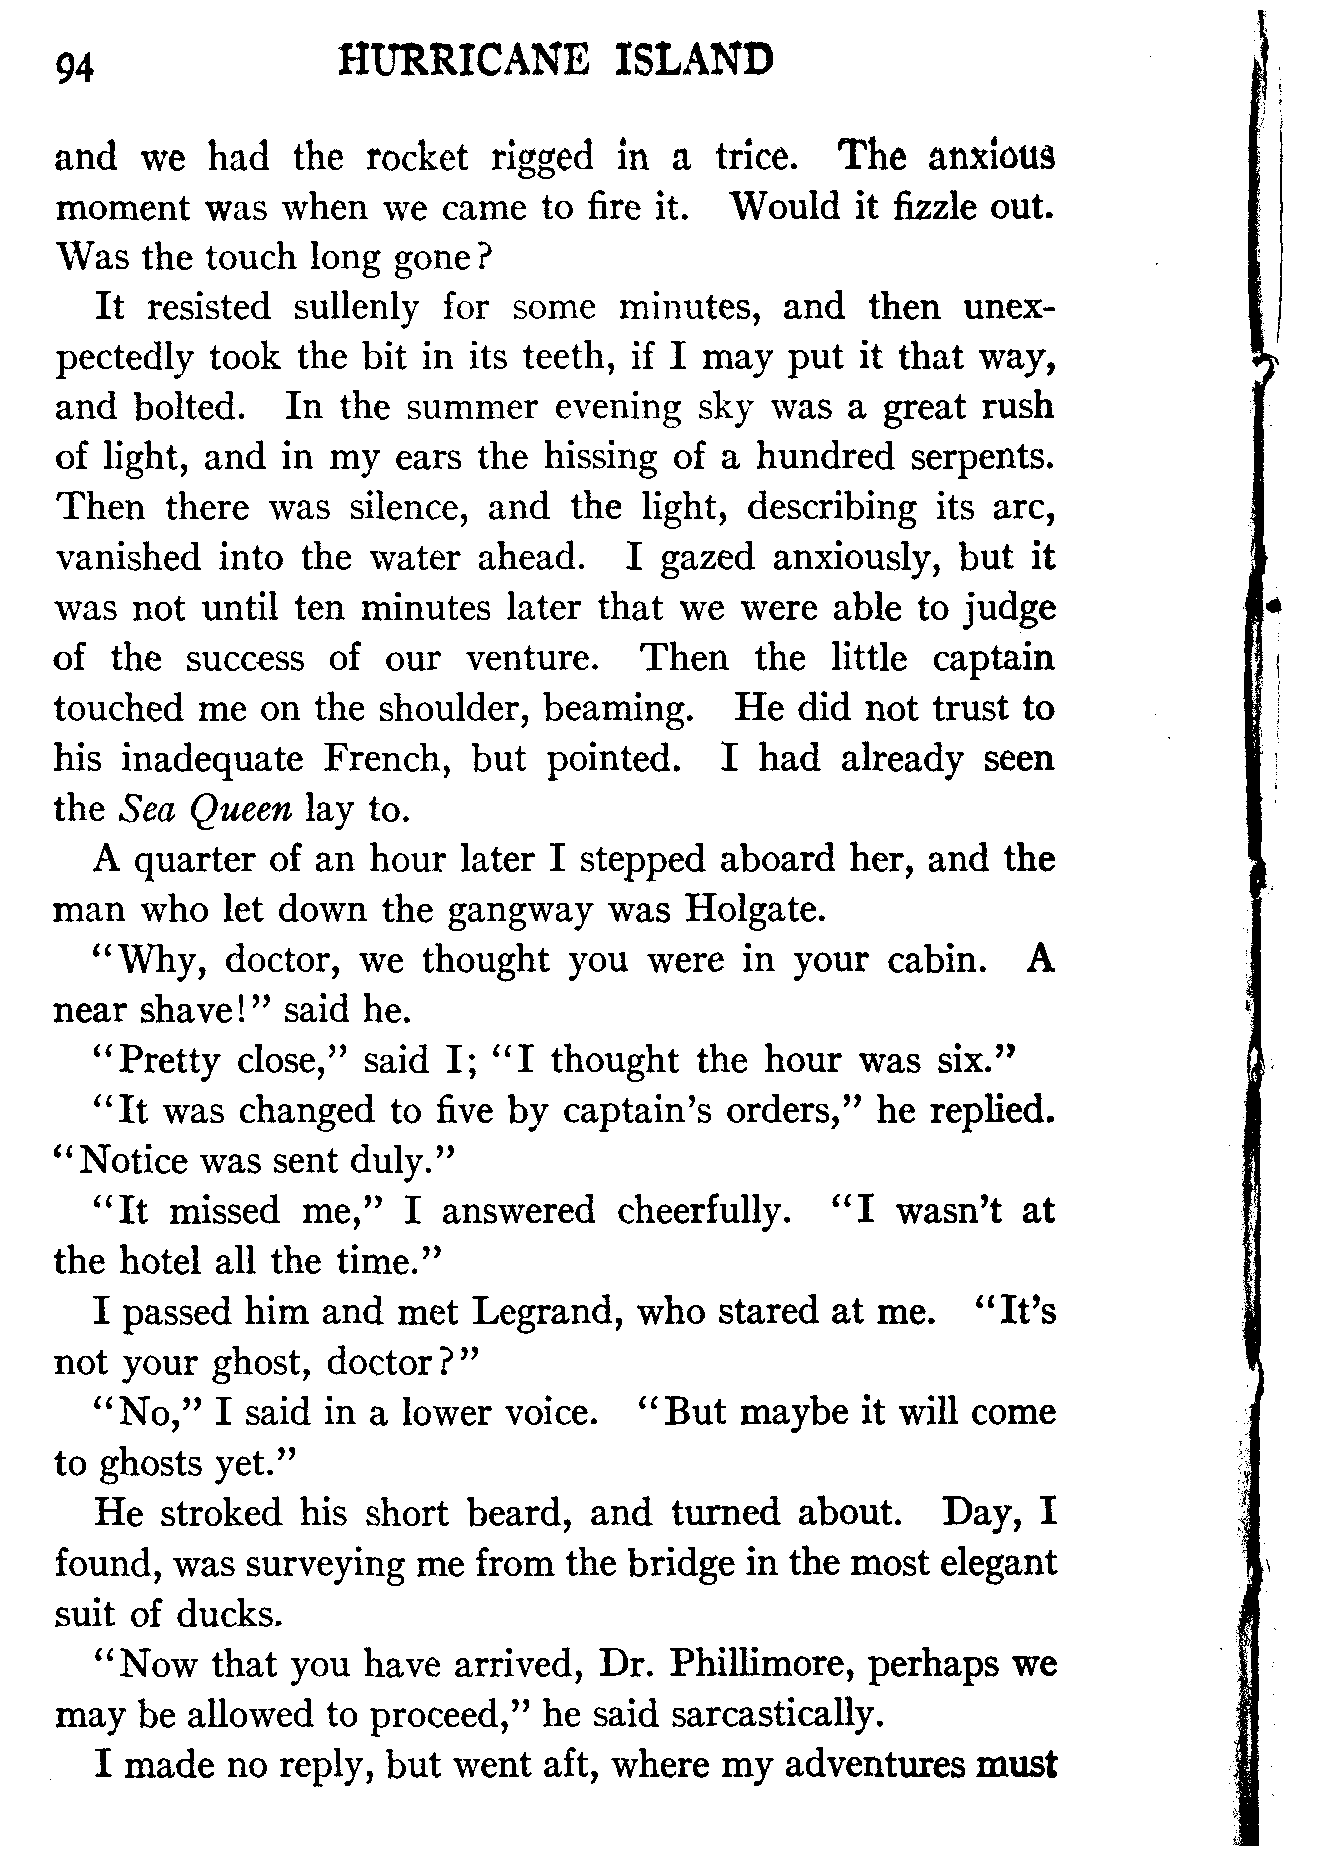 94 HURRICANE ISLAND
and we had the rocket rigged in a trice. The anxious
moment was when we came to fire it. Would it fizzle out.
Was the touch long gone?
It resisted sullenly for some minutes, and then unex-
pectedly took the bit in its teeth, if I may put it that way,
and bolted. In the summer evening sky was a great rush
of light, and in my ears the hissing of a hundred serpents.
Then there was silence, and the light, describing its arc,
vanished into the water ahead. I gazed anxiously, but it
was not until ten minutes later that we were able to judge
of the success of our venture. Then the little captain
touched me on the shoulder, beaming. He did not trust to
his inadequate French, but pointed. I had already seen
the Sea Queen lay to.
A quarter of an hour later I stepped aboard her, and the
man who let down the gangway was Holgate.
"Why, doctor, we thought you were in your cabin. A
near shave!" said he.
"Pretty close," said I; "I thought the hour was six."
"It was changed to five by captain's orders," he replied.
"Notice was sent duly."
"It missed me," I answered cheerfully. "I wasn't at
the hotel all the time."
I passed him and met Legrand, who stared at me. "It's
not your ghost, doctor?"
"No," I said in a lower voice. "But maybe it will come
to ghosts yet."
He stroked his short beard, and turned about. Day, I
found, was surveying me from the bridge in the most elegant
suit of ducks.
"Now that you have arrived, Dr. Phillimore, perhaps we
may be allowed to proceed," he said sarcastically.
I made no reply, but went aft, where my adventures must